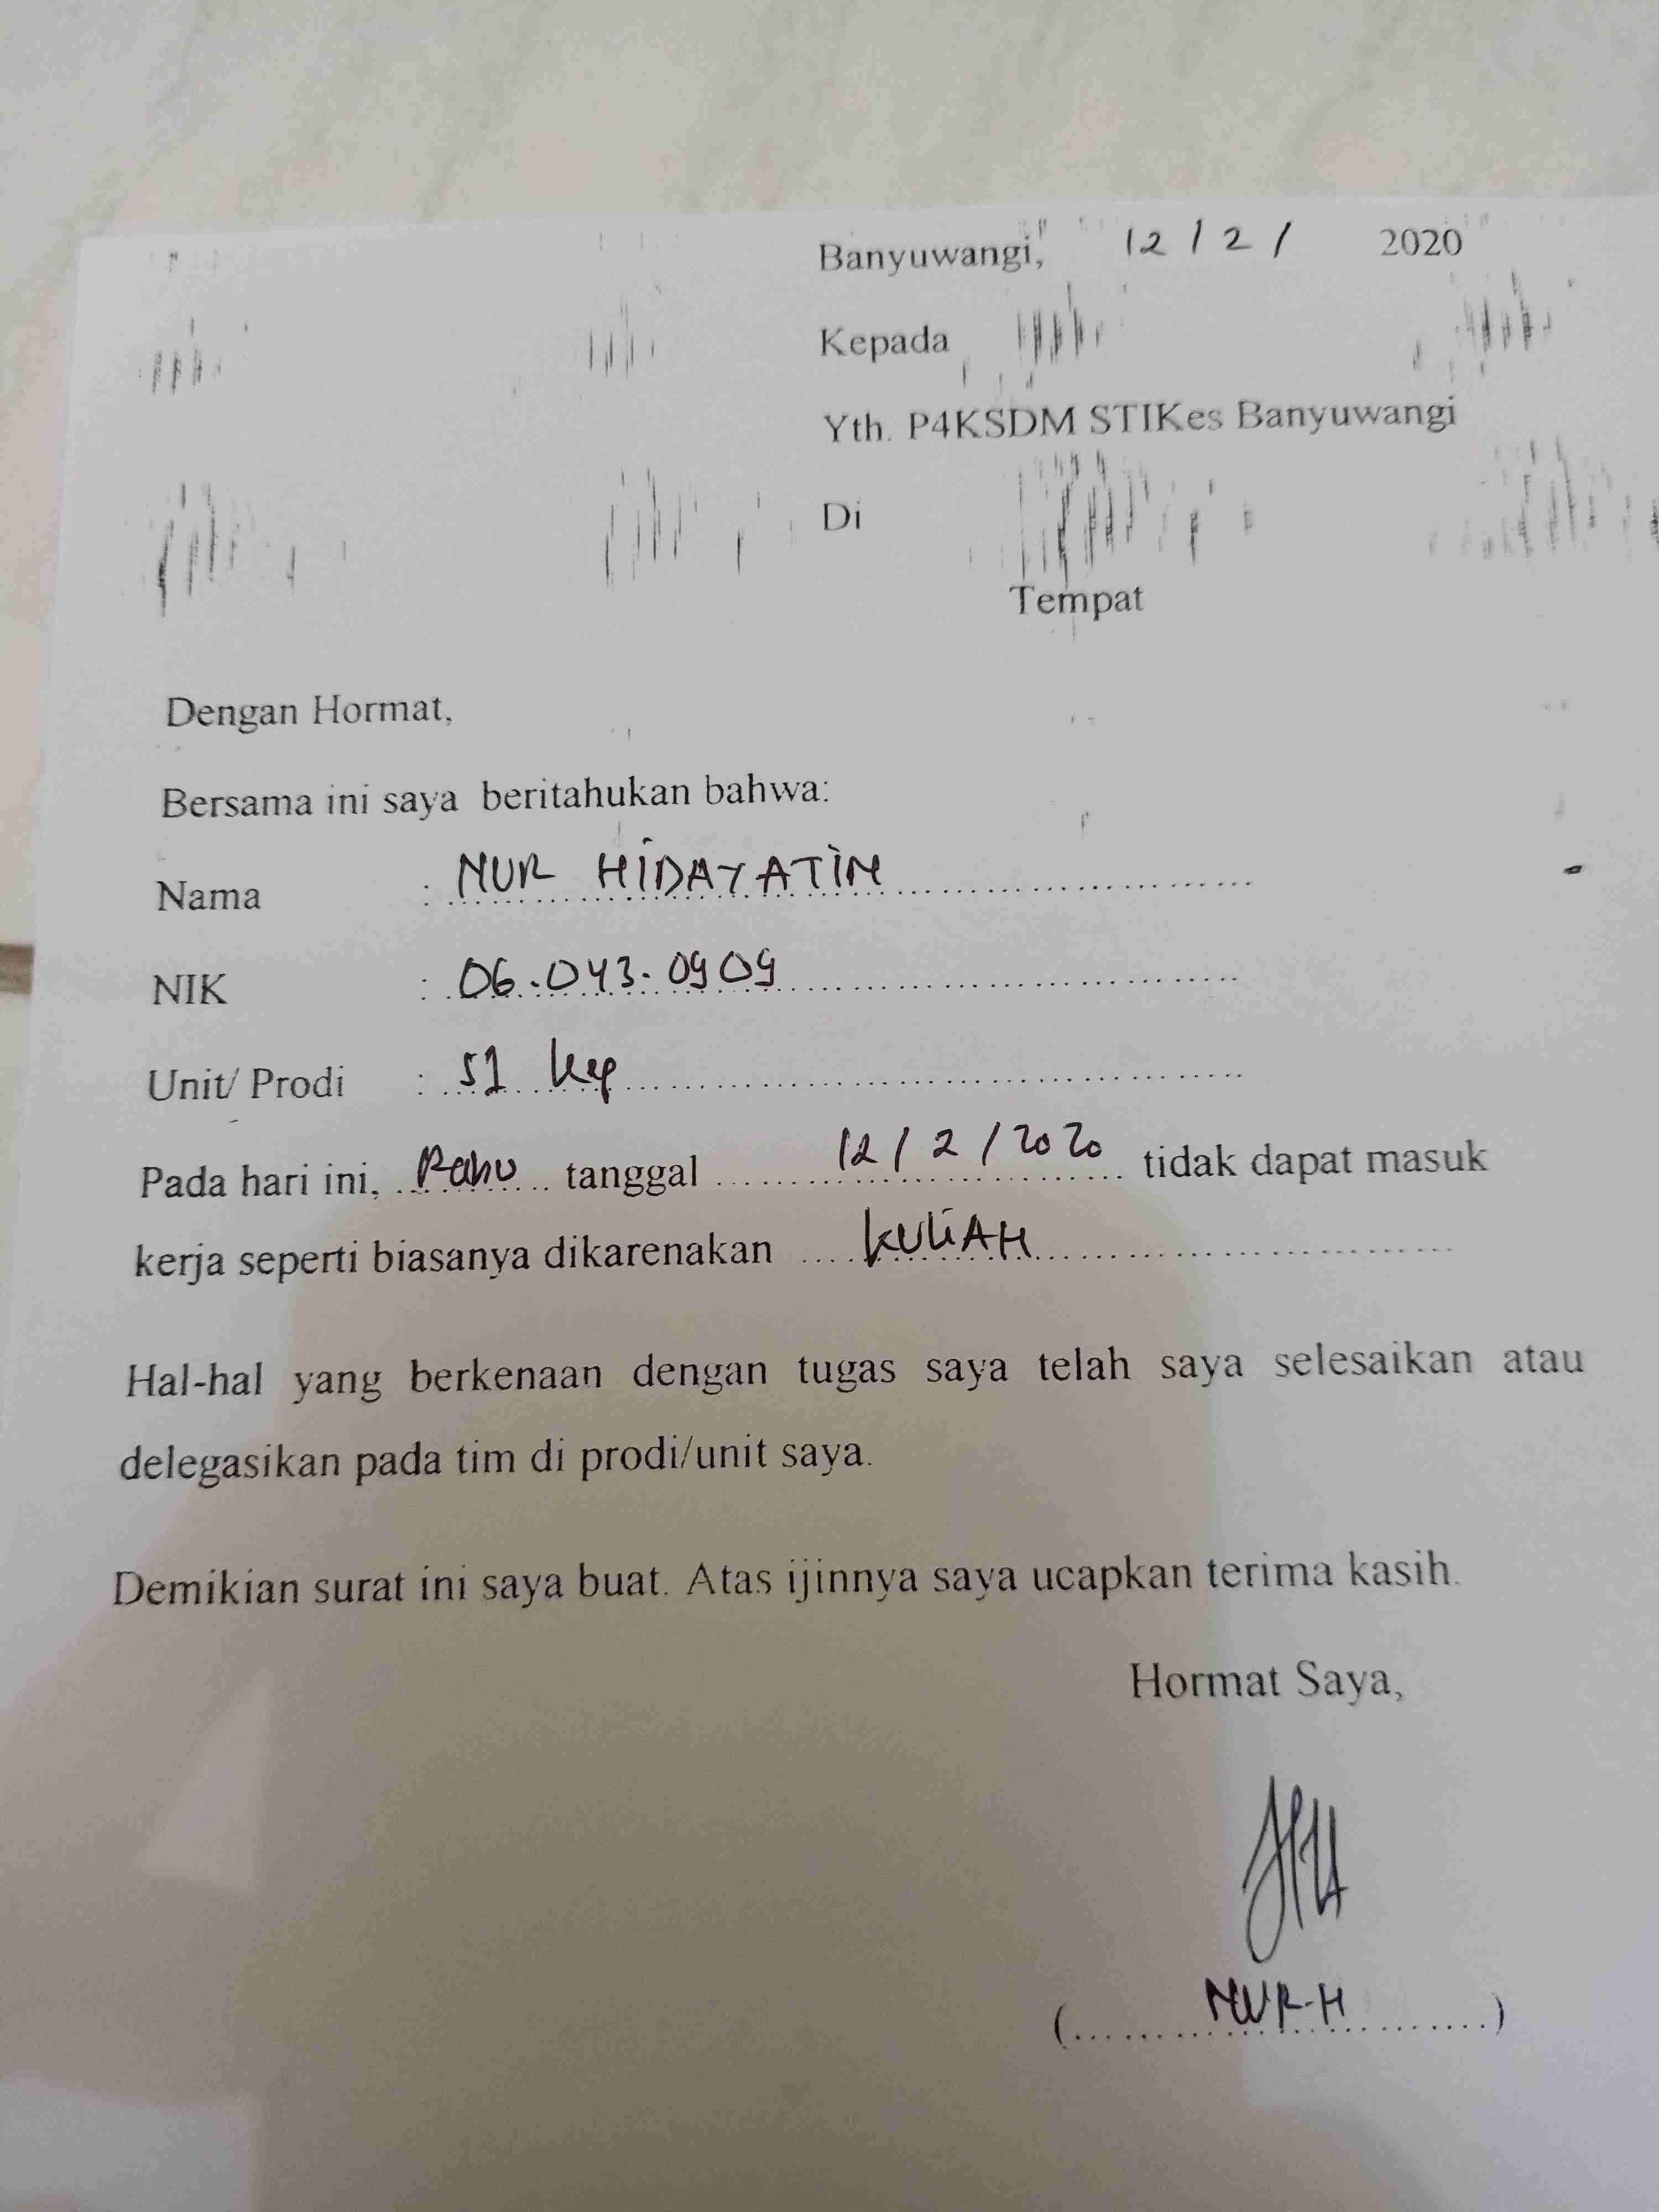 Banyuwangi, 12 / 2 / 2020
Kepada
Yth. P4KSDM STIKes Banyuwangi
Di
Tempat
Dengan Hormat,
Bersama ini saya beritahukan bahwa:
Nama : NUR HIDAYATIN
NIK : 06.043.0909
Unit/ Prodi : S1 Kep
Pada hari ini, Rabu tanggal 12 / 2 / 2020 tidak dapat masuk
kerja seperti biasanya dikarenakan KULIAH
Hal-hal yang berkenaan dengan tugas saya telah saya selesaikan atau
delegasikan pada tim di prodi/unit saya.
Demikian surat ini saya buat. Atas ijinnya saya ucapkan terima kasih.
Hormat Saya,
(NUR-H)